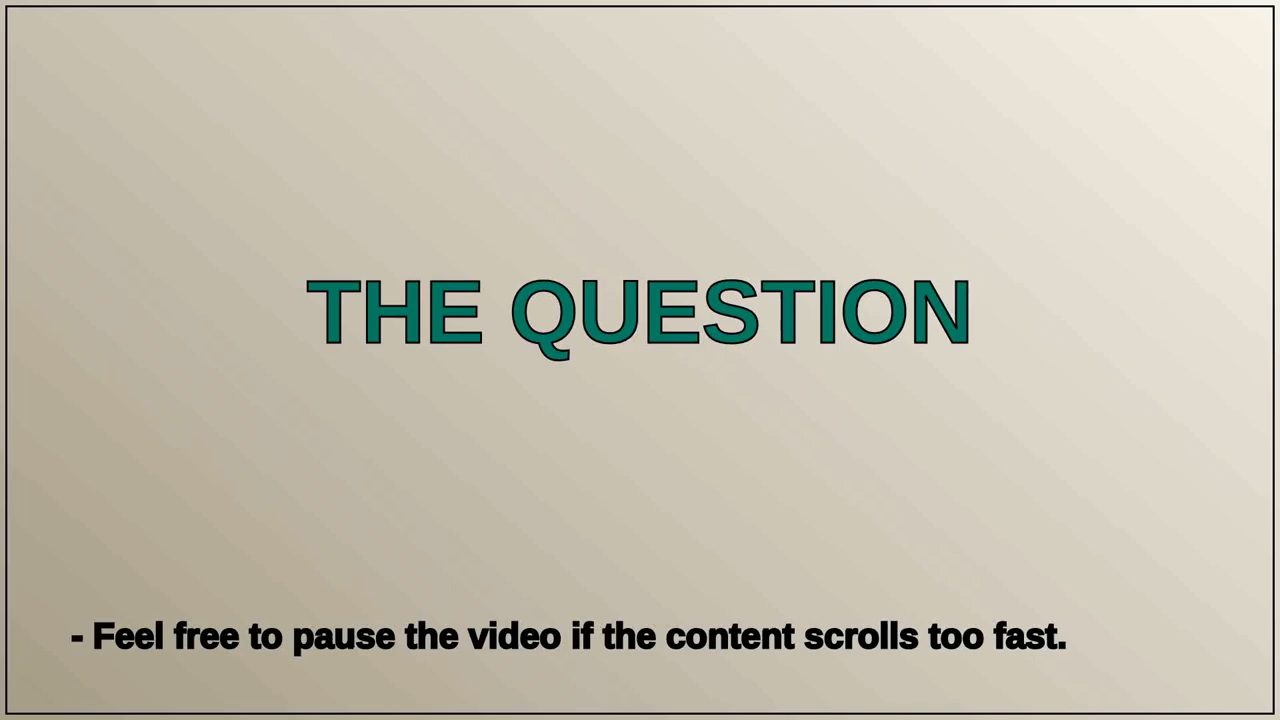 THE QUESTION
- Feel free to pause the video if the content scrolls too fast.